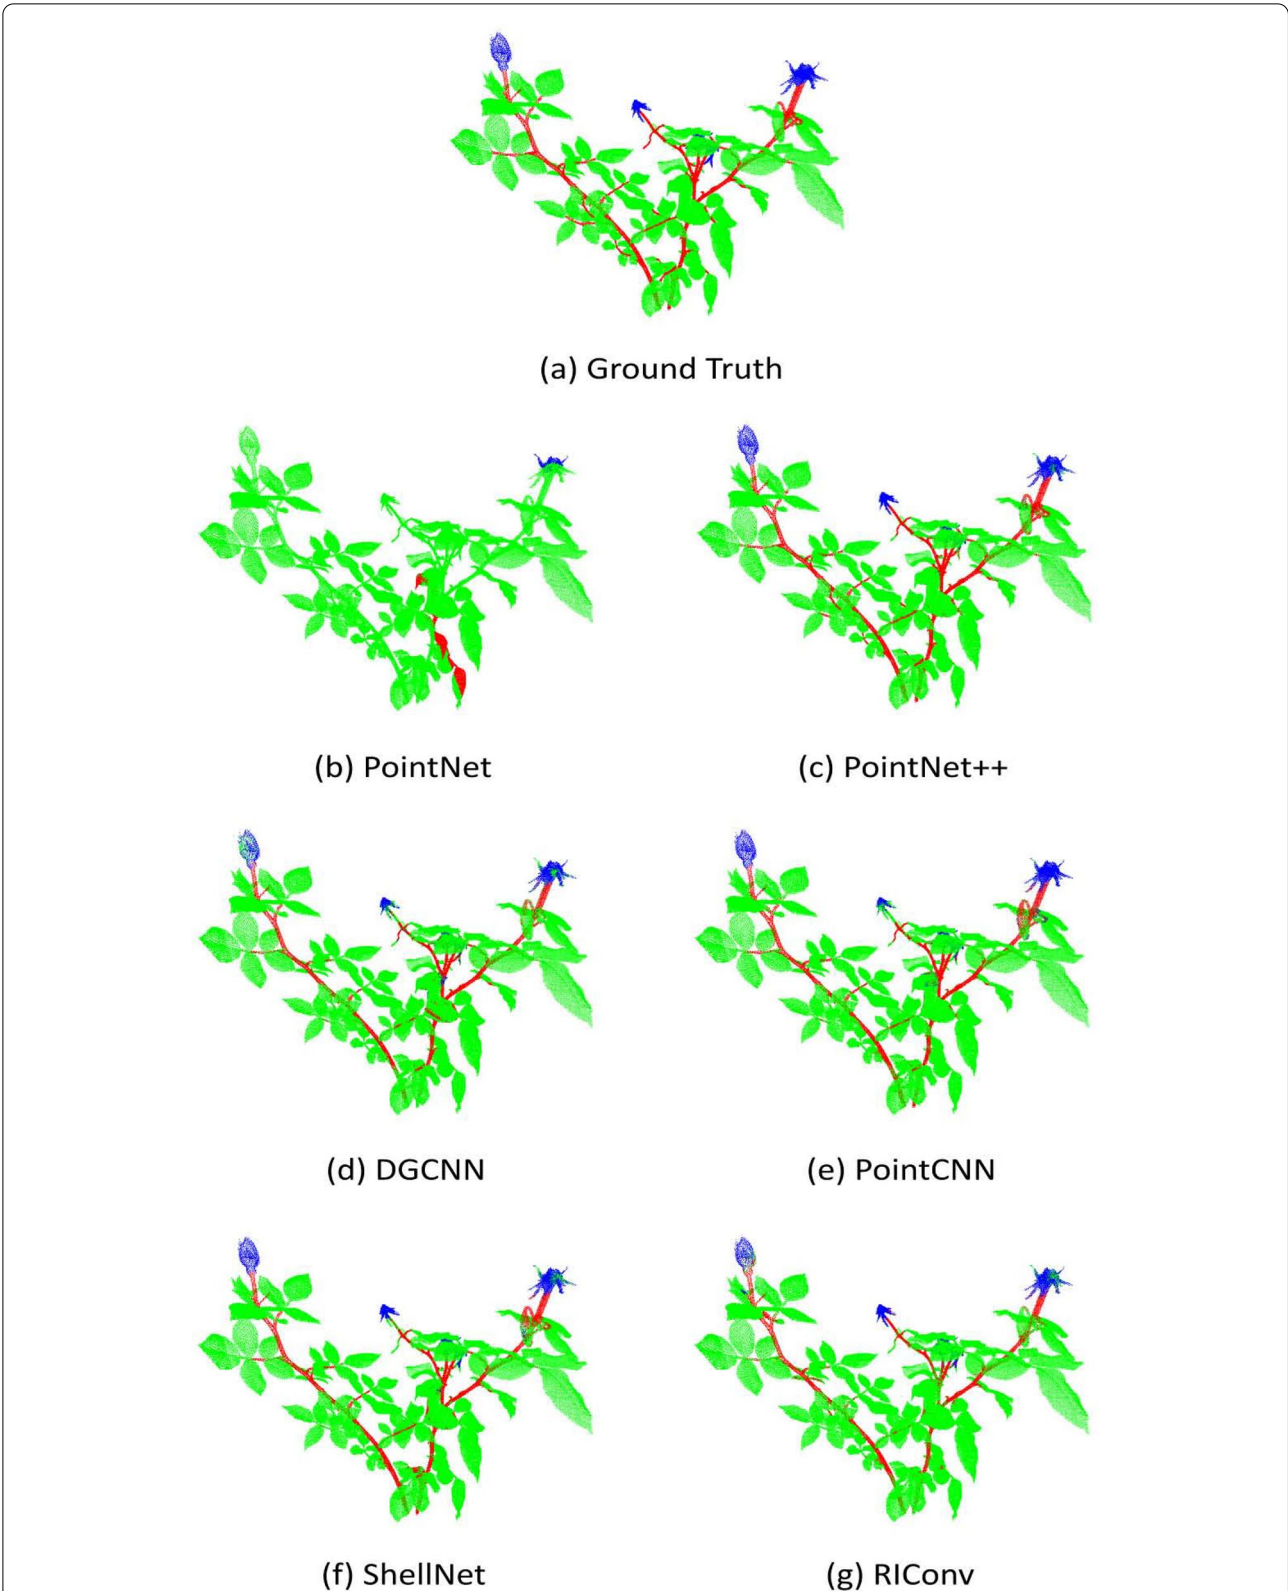 (a) Ground Truth
(b) PointNet
(c) PointNet++
(d) DGCNN
(e) PointCNN
(f) ShellNet
(g) RIConv